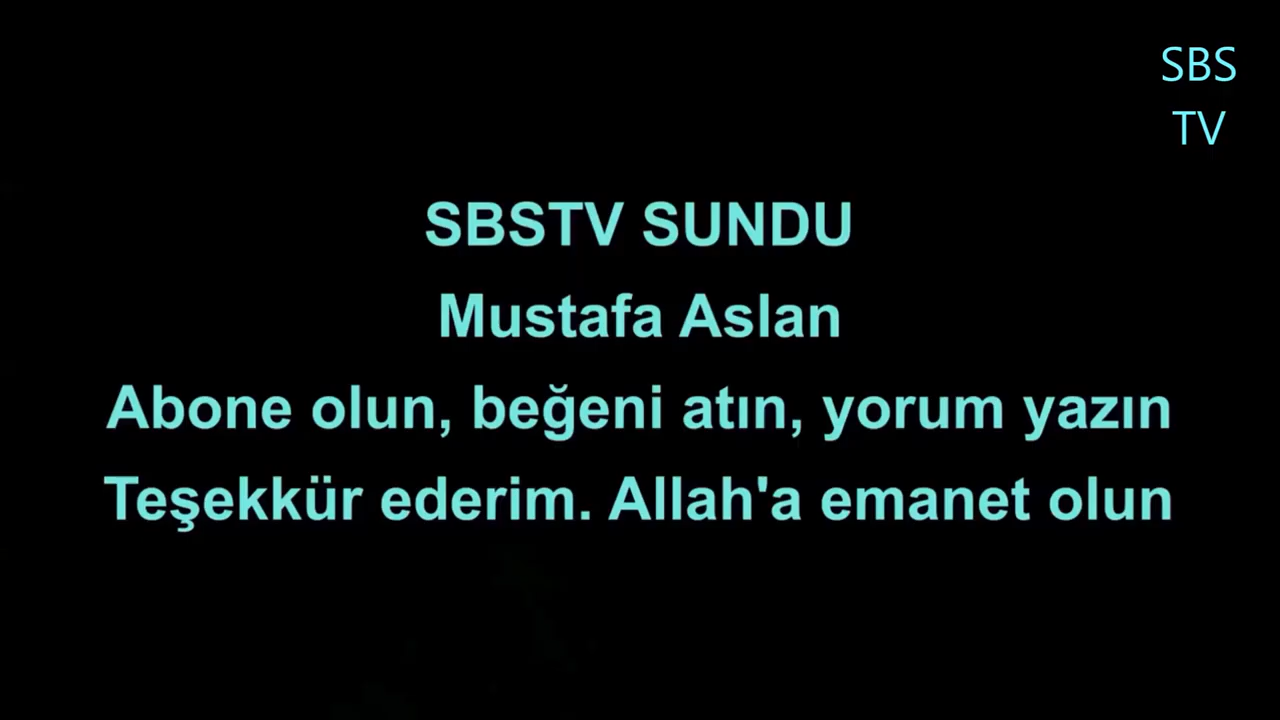 SBS
TV
SBSTV SUNDU
Mustafa Aslan
Abone olun, beğeni atın, yorum yazın
Teşekkür ederim. Allah'a emanet olun